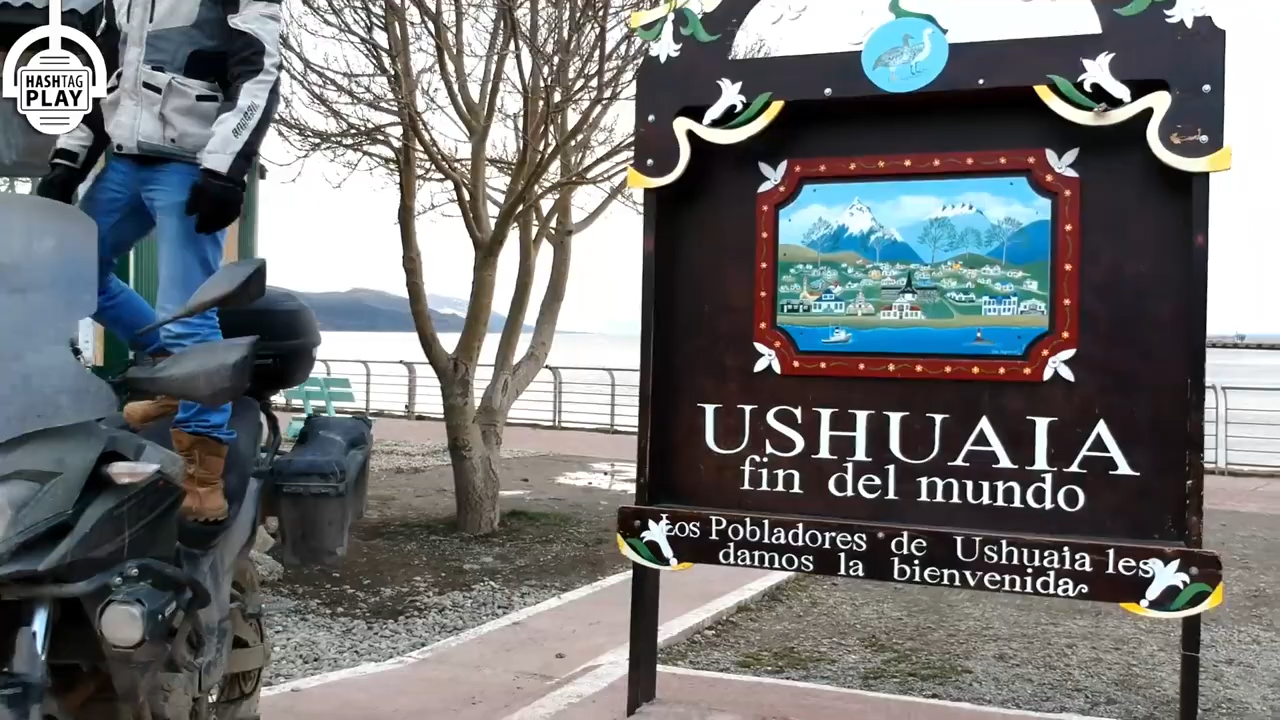 HASHTAG
PLAY
USHUAIA
fin del mundo
Los Pobladores de Ushuaia les
damos la bienvenida